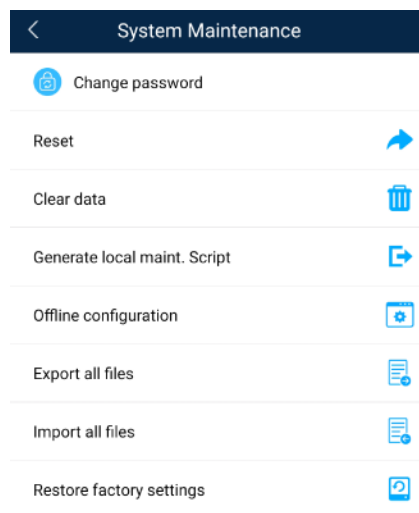 System Maintenance
Change password
Reset
Clear data
Generate local maint. Script
Offline configuration
Export all files
Import all files
Restore factory settings